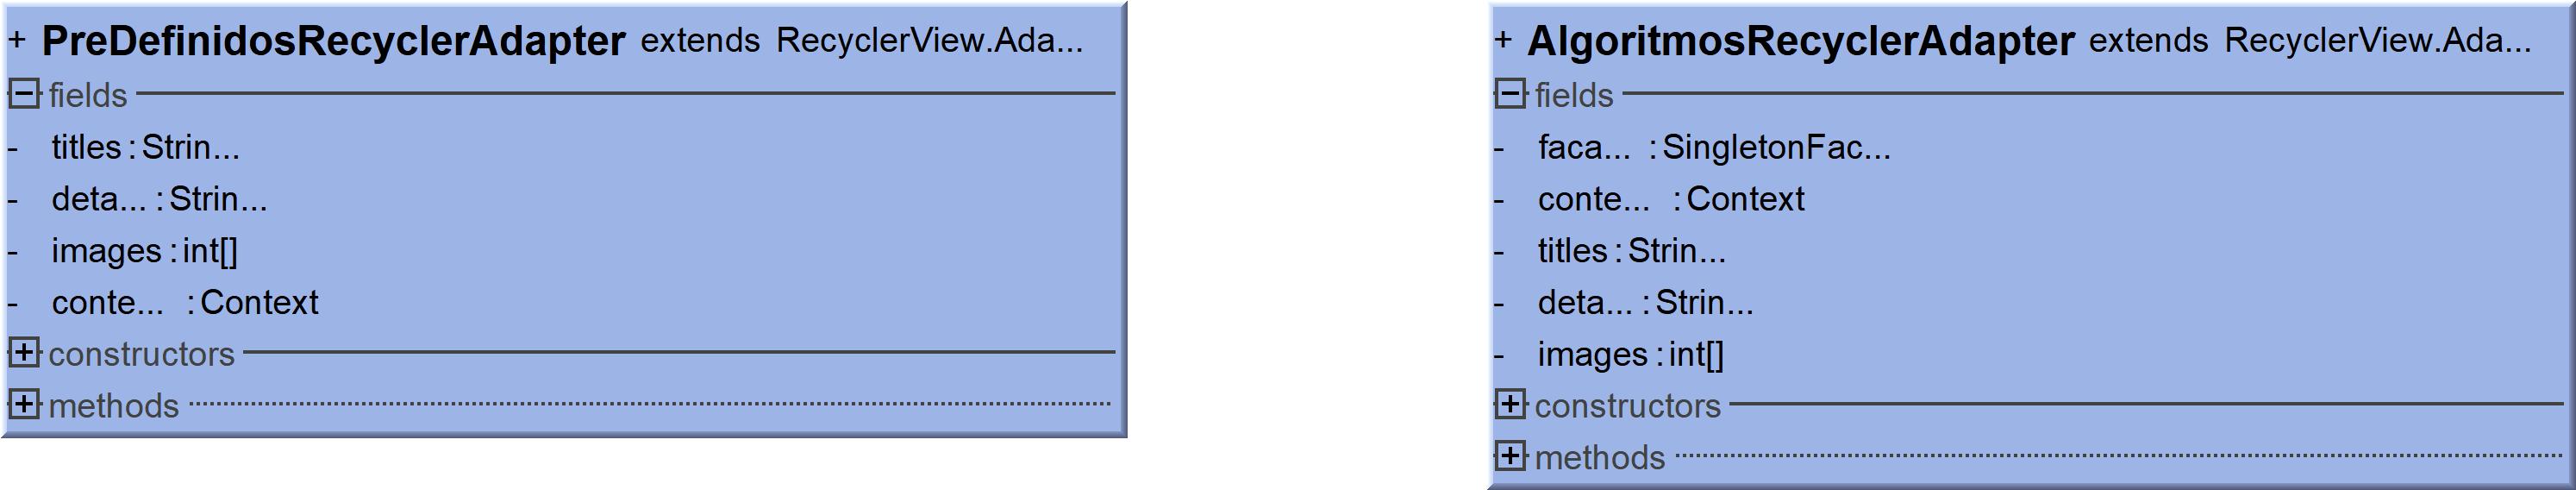 + PreDefinidosRecyclerAdapter extends RecyclerView.Ada...
fields
- titles : Strin...
- deta... : Strin...
- images : int[]
- conte... : Context
constructors
methods
+ AlgoritmosRecyclerAdapter extends RecyclerView.Ada...
fields
- faca... : SingletonFac...
- conte... : Context
- titles : Strin...
- deta... : Strin...
- images : int[]
constructors
methods